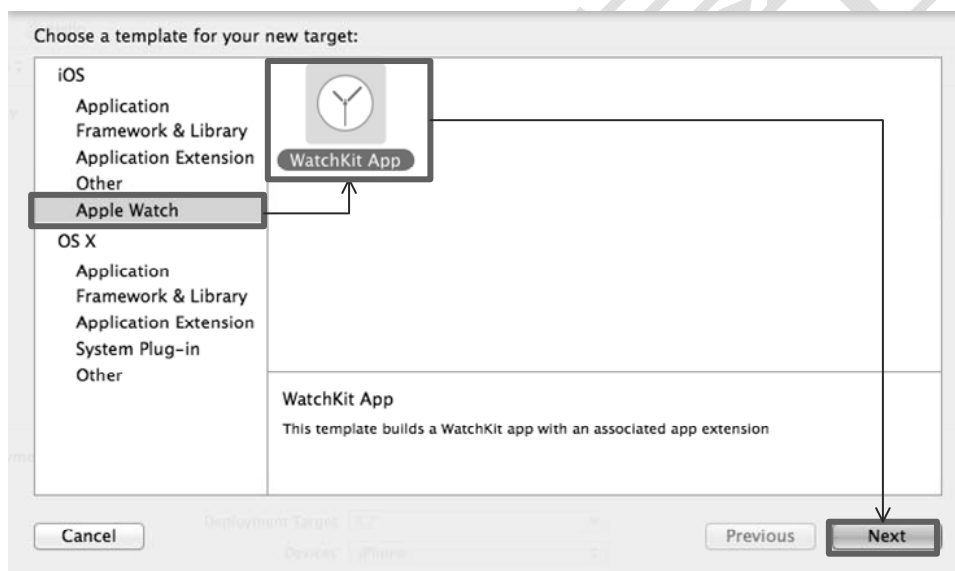 Choose a template for your new target:
iOS
Application
Framework & Library
Application Extension
Other
Apple Watch
OS X
Application
Framework & Library
Application Extension
System Plug-in
Other
WatchKit App
WatchKit App
This template builds a WatchKit app with an associated app extension
Cancel
Deployment Target
Devices iPhone
Previous
Next